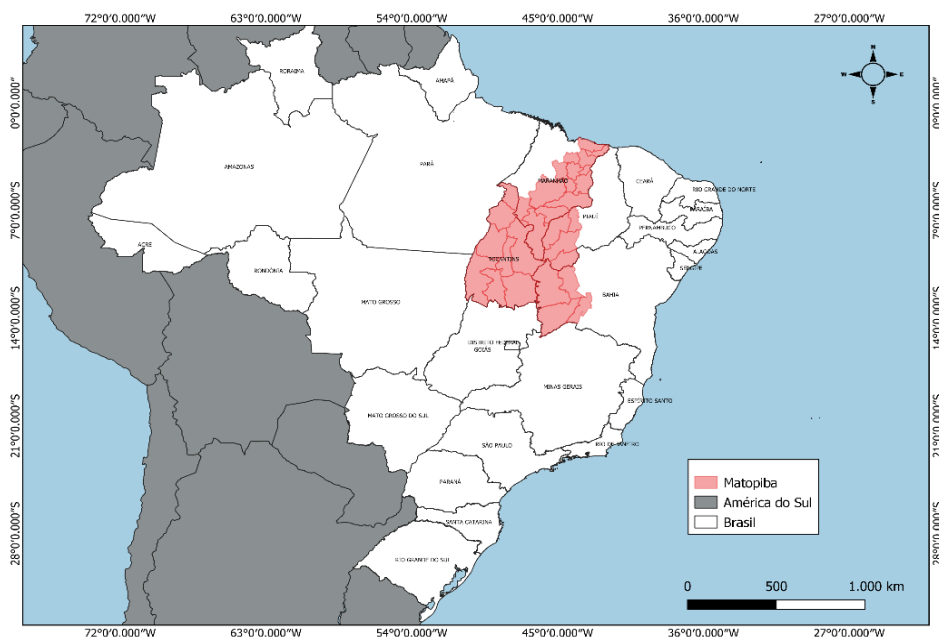 72°0'0.000"W 63°0'0.000"W 54°0'0.000"W 45°0'0.000"W 36°0'0.000"W 27°0'0.000"W
N
W E
S
0°0'0.000" 0°0'0.000"
RORAIMA
AMAPÁ
AMAZONAS
PARÁ
MARANHÃO
CEARÁ
RIO GRANDE DO NORTE
PARAÍBA
PIAUÍ
PERNAMBUCO
7°0'0.000"S 7°0'0.000"S
ACRE
ALAGOAS
SERGIPE
TOCANTINS
RONDÔNIA
BAHIA
MATO GROSSO
14°0'0.000"S 14°0'0.000"S
DISTRITO FEDERAL
GOIÁS
MINAS GERAIS
ESPÍRITO SANTO
MATO GROSSO DO SUL
21°0'0.000"S 21°0'0.000"S
SÃO PAULO
RIO DE JANEIRO
PARANÁ
Matopiba
América do Sul
Brasil
SANTA CATARINA
28°0'0.000"S 28°0'0.000"S
RIO GRANDE DO SUL
0 500 1.000 km
72°0'0.000"W 63°0'0.000"W 54°0'0.000"W 45°0'0.000"W 36°0'0.000"W 27°0'0.000"W